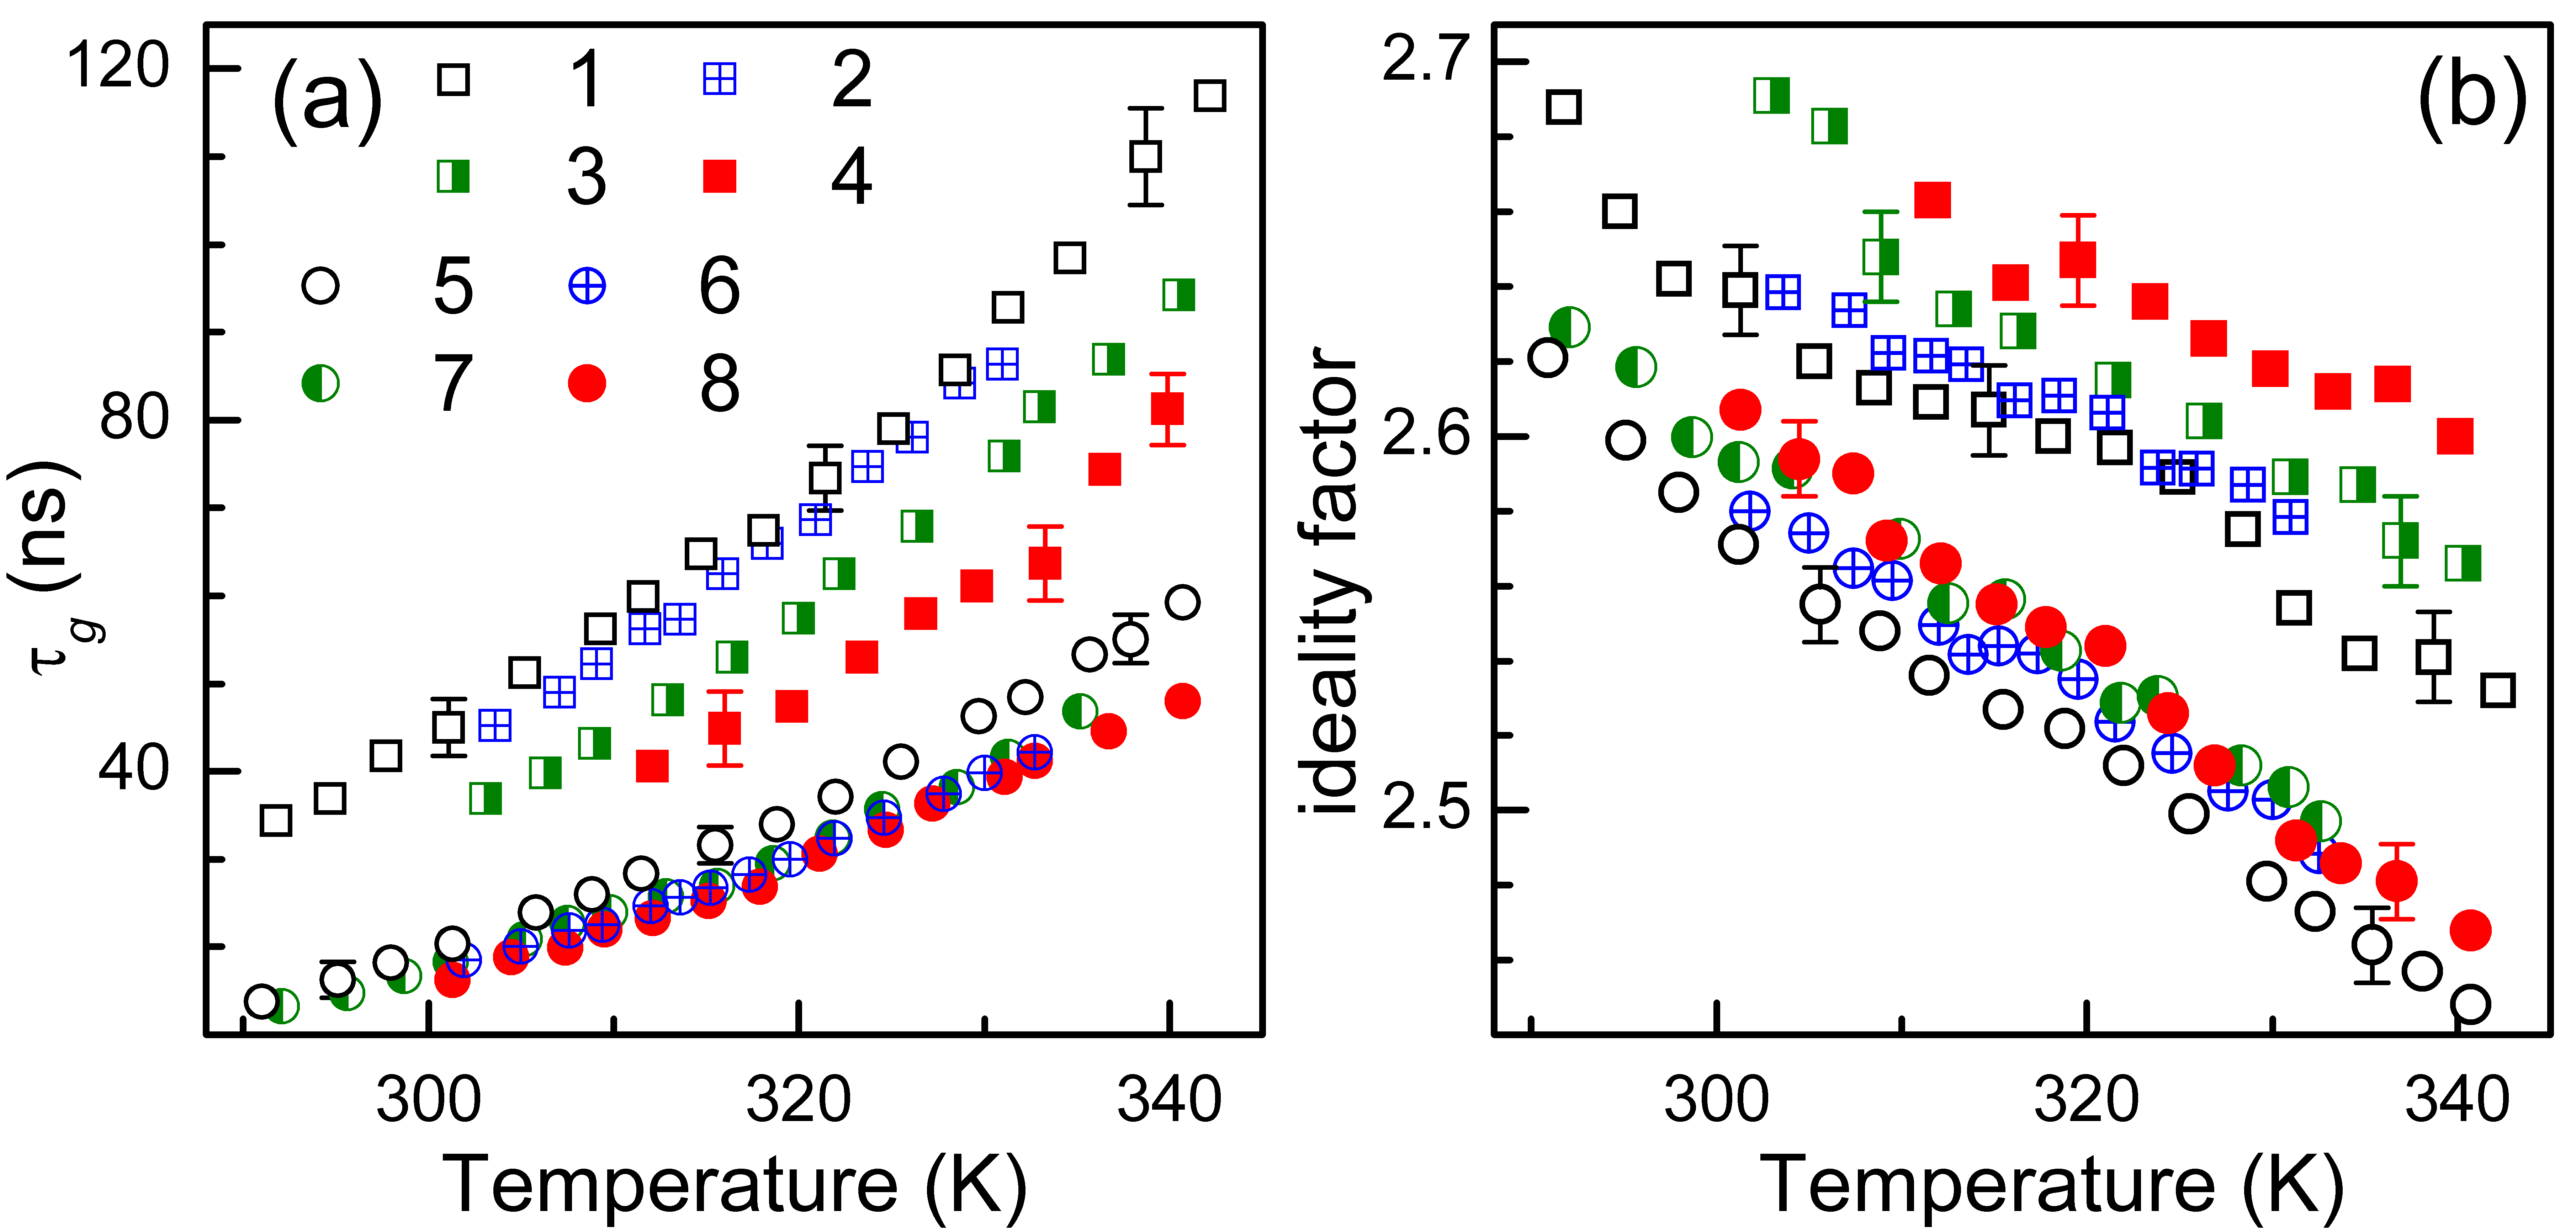 (a) 1 2
3 4
5 6
7 8
120
80
40
τg (ns)
300 320 340
Temperature (K)
(b)
2.7
2.6
2.5
ideality factor
300 320 340
Temperature (K)